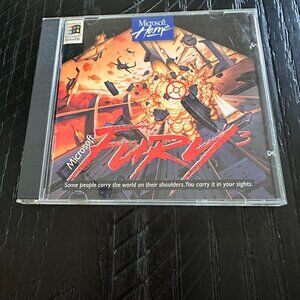 Microsoft
Home
Microsoft
FURY³
Some people carry the world on their shoulders. You carry it in your sights.